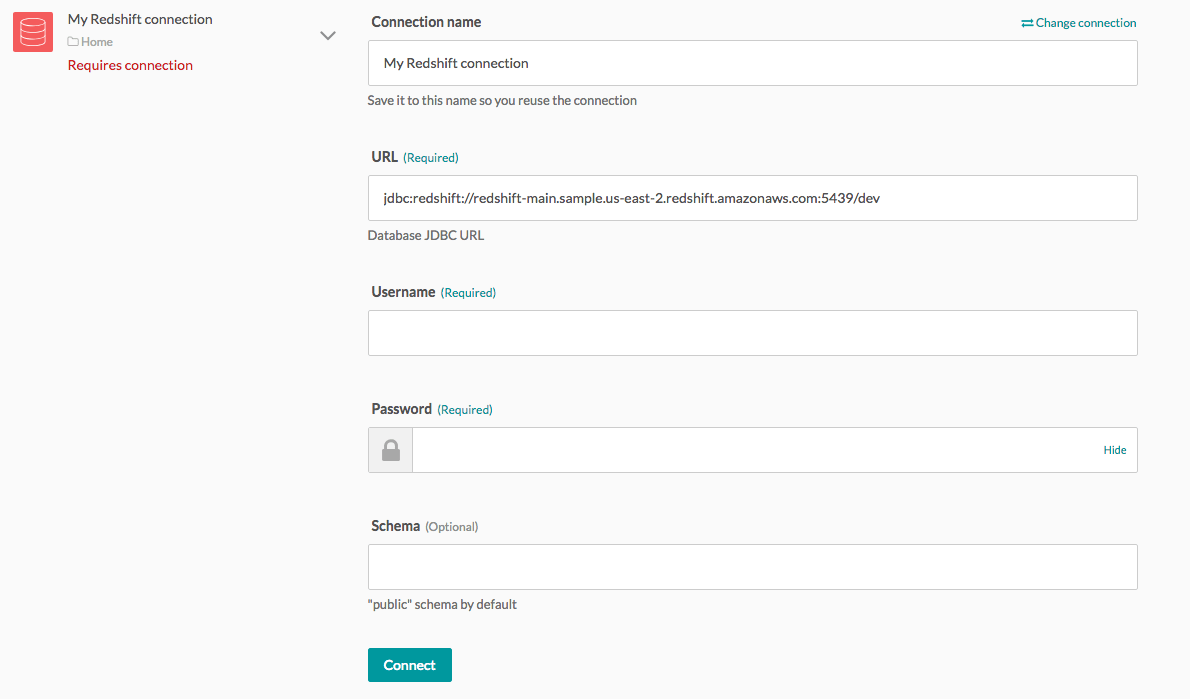 My Redshift connection
Home
Requires connection
Connection name
Change connection
My Redshift connection
Save it to this name so you reuse the connection
URL (Required)
jdbc:redshift://redshift-main.sample.us-east-2.redshift.amazonaws.com:5439/dev
Database JDBC URL
Username (Required)
Password (Required)
Hide
Schema (Optional)
"public" schema by default
Connect